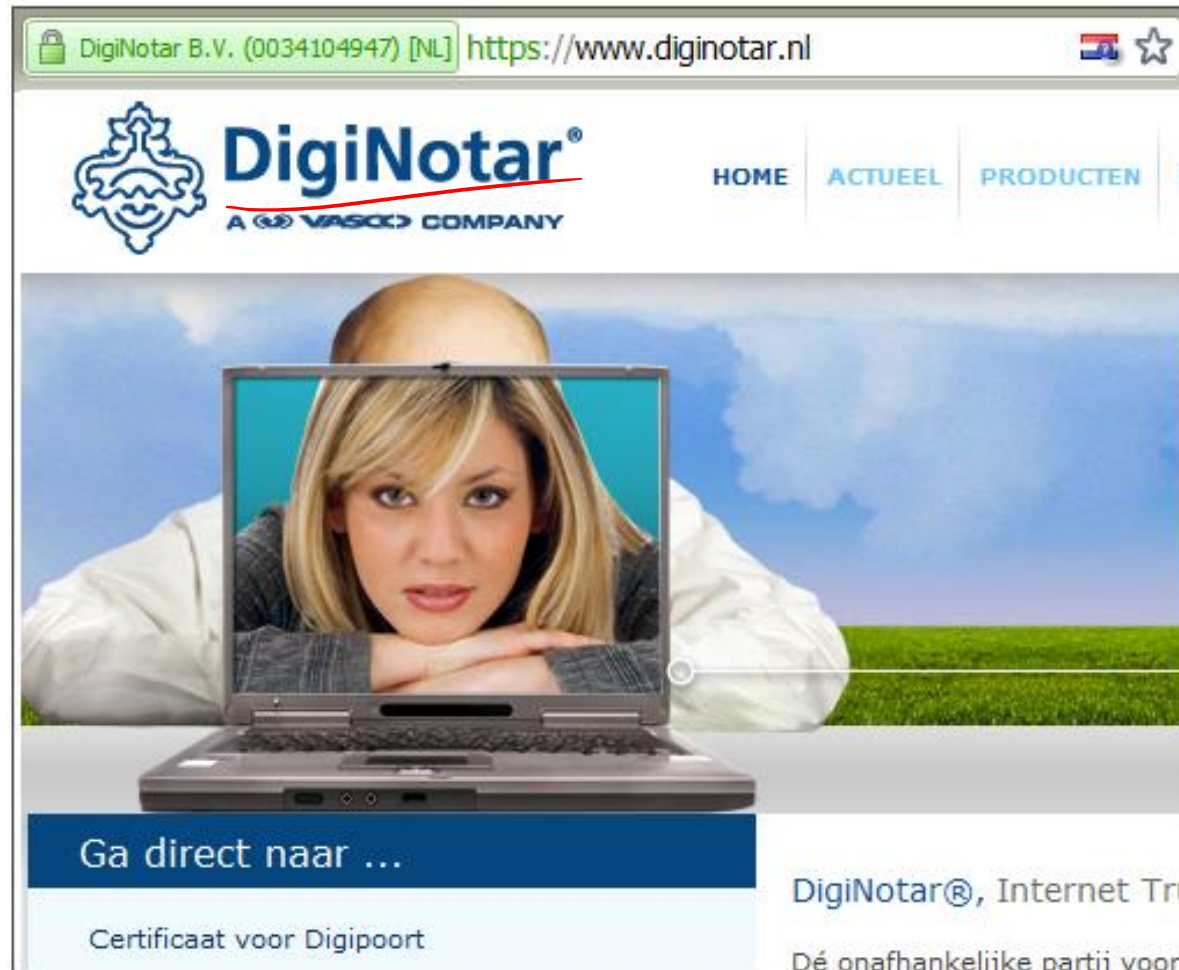 DigiNotar B.V. (0034104947) [NL] https://www.diginotar.nl
DigiNotar®
A VASCO COMPANY
HOME ACTUEEL PRODUCTEN
Ga direct naar ...
Certificaat voor Digipoort
DigiNotar®, Internet
Dé onafhankelijke partij voor